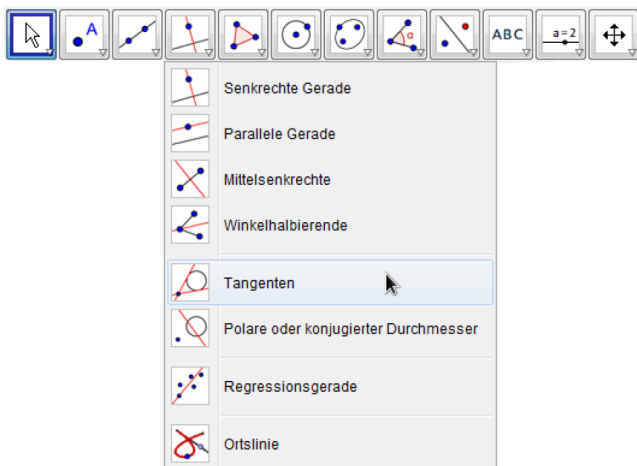 A
α
ABC
a=2
Senkrechte Gerade
Parallele Gerade
Mittelsenkrechte
Winkelhalbierende
Tangenten
Polare oder konjugierter Durchmesser
Regressionsgerade
Ortslinie